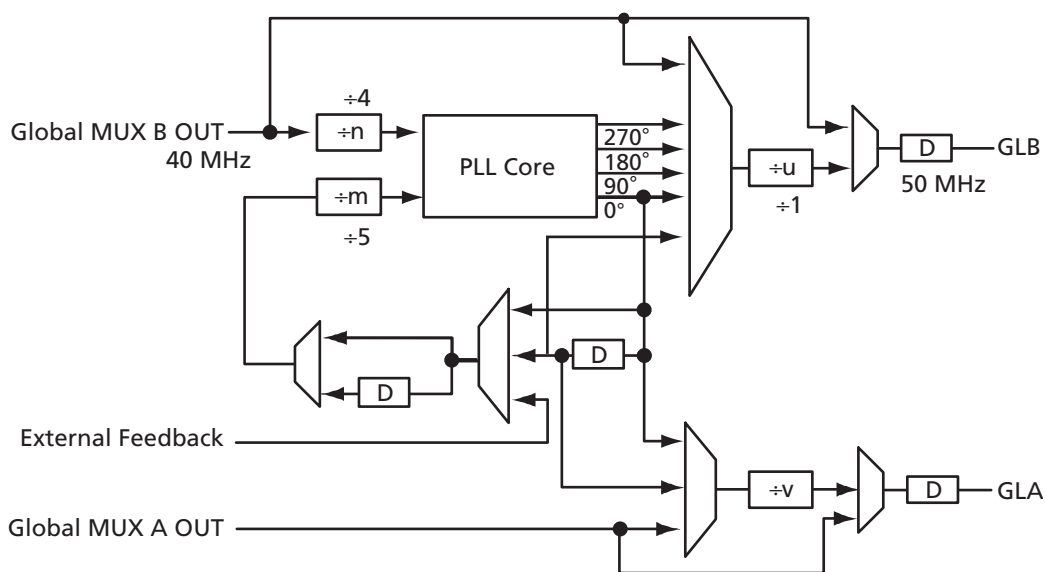 ÷4
Global MUX B OUT
÷n
40 MHz
PLL Core
270°
180°
90°
0°
÷m
÷5
÷u
÷1
D
GLB
50 MHz
D
D
External Feedback
÷v
D
GLA
Global MUX A OUT